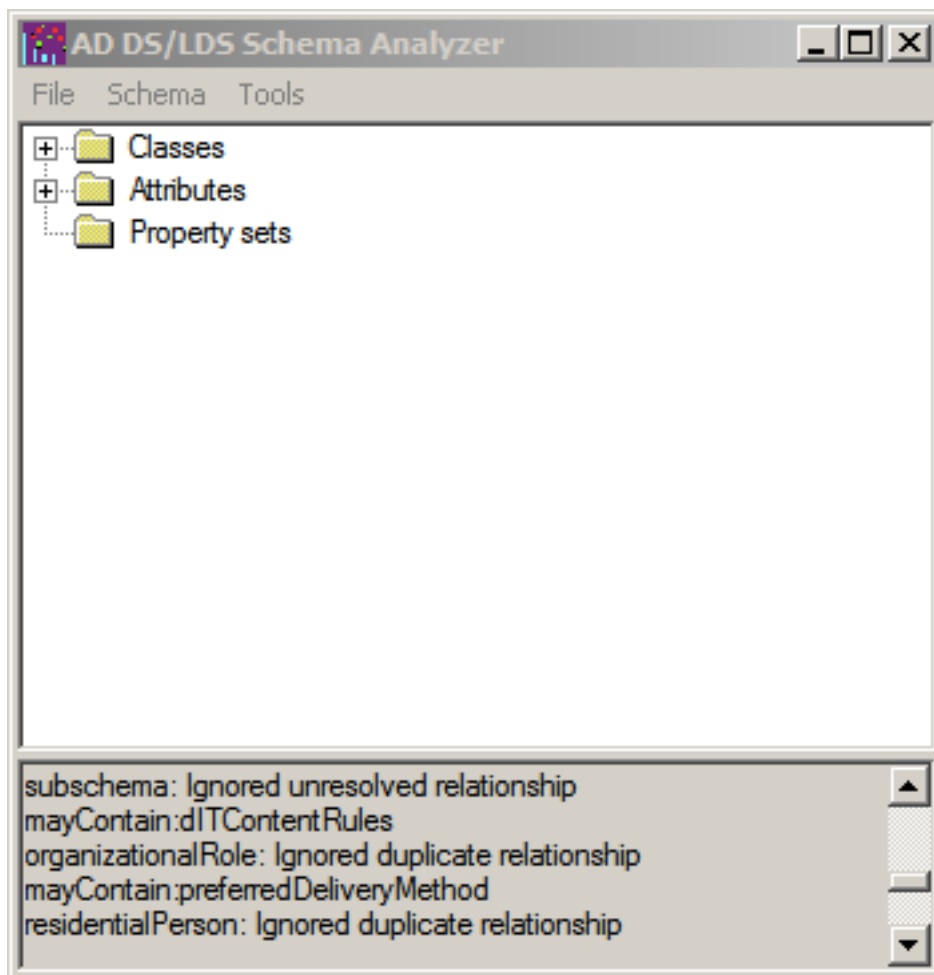 AD DS/LDS Schema Analyzer
File Schema Tools
Classes
Attributes
Property sets
subschema: Ignored unresolved relationship
mayContain:dITContentRules
organizationalRole: Ignored duplicate relationship
mayContain:preferredDeliveryMethod
residentialPerson: Ignored duplicate relationship